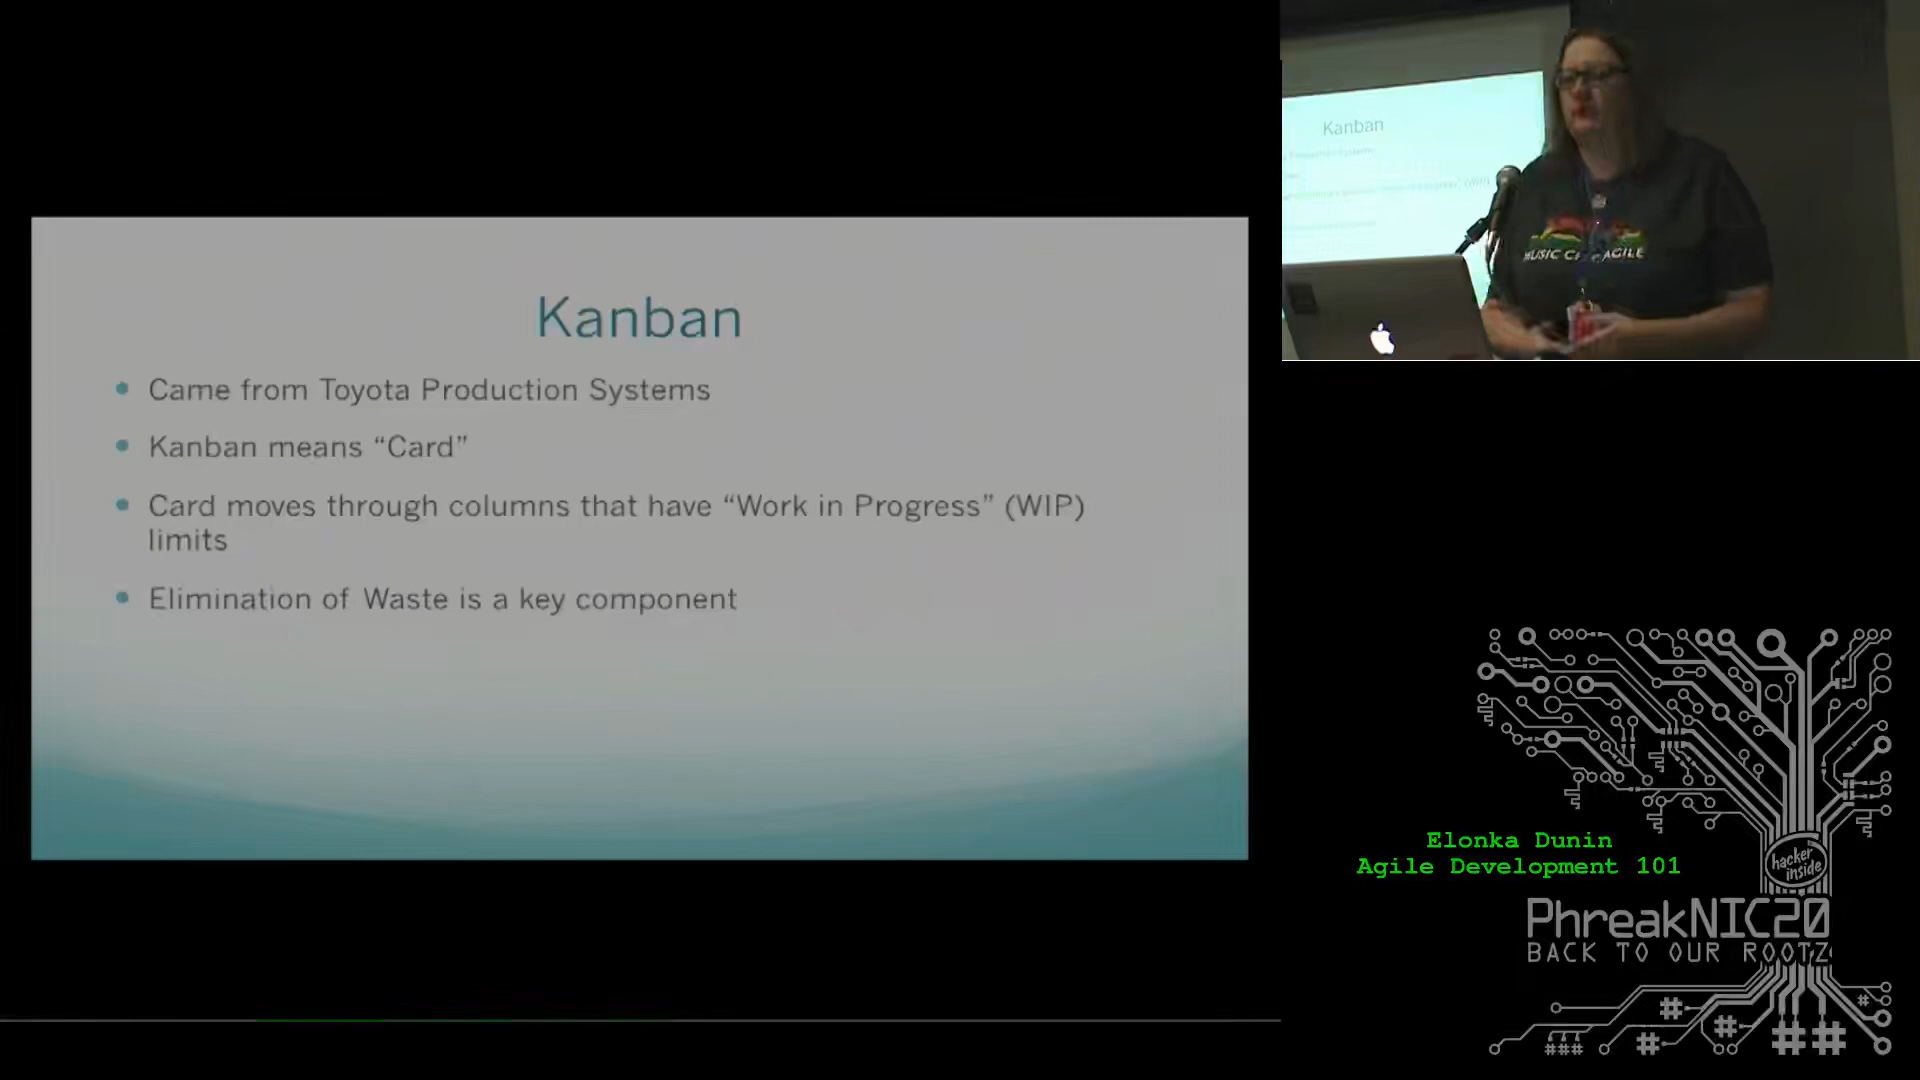 Kanban
Came from Toyota Production Systems
Kanban means “Card”
Card moves through columns that have “Work in Progress” (WIP)
limits
Elimination of Waste is a key component
Kanban
MUSIC CITY AGILE
Elonka Dunin
Agile Development 101
hacker
inside
PhreakNIC20
BACK TO OUR ROOTZ